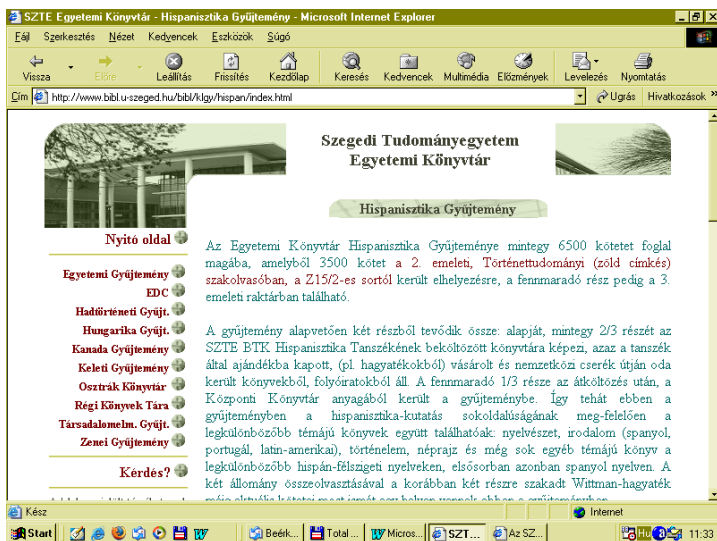 SZTE Egyetemi Könyvtár - Hispanisztika Gyűjtemény - Microsoft Internet Explorer
Fájl Szerkesztés Nézet Kedvencek Eszközök Súgó
Vissza Előre Leállítás Frissítés Kezdőlap Keresés Kedvencek Multimédia Előzmények Levelezés Nyomtatás
Cím http://www.bibl.u-szeged.hu/bibl/klgy/hispan/index.html Ugrás Hivatkozások »
Szegedi Tudományegyetem
Egyetemi Könyvtár
Hispanisztika Gyűjtemény
Nyitó oldal
Egyetemi Gyűjtemény
EDC
Hadtörténeti Gyűjt.
Hungarika Gyűjt.
Kanada Gyűjtemény
Keleti Gyűjtemény
Osztrák Könyvtár
Régi Könyvek Tára
Társadalomelm. Gyűjt.
Zenei Gyűjtemény
Kérdés?
Az Egyetemi Könyvtár Hispanisztika Gyűjteménye mintegy 6500 kötetet foglal
magába, amelyből 3500 kötet a 2. emeleti, Történettudományi (zöld címkés)
szakolvasóban, a Z15/2-es sortól került elhelyezésre, a fennmaradó rész pedig a 3.
emeleti raktárban található.
A gyűjtemény alapvetően két részből tevődik össze: alapját, mintegy 2/3 részét az
SZTE BTK Hispanisztika Tanszékének beköltözött könyvtára képezi, azaz a tanszék
által ajándékba kapott, (pl. hagyatékokból) vásárolt és nemzetközi cserék útján oda
került könyvekből, folyóiratokból áll. A fennmaradó 1/3 része az átköltözés után, a
Központi Könyvtár anyagából került a gyűjteménybe. Így tehát ebben a
gyűjteményben a hispanisztika-kutatás sokoldalúságának meg-felelően a
legkülönbözőbb témájú könyvek együtt találhatóak: nyelvészet, irodalom (spanyol,
portugál, latin-amerikai), történelem, néprajz és még sok egyéb témájú könyv a
legkülönbözőbb hispán-félszigeti nyelveken, elsősorban azonban spanyol nyelven. A
két állomány összeolvasztásával a korábban két részre szakadt Wittman-hagyaték
Kész Internet
Start Beérk... Total ... Micros... SZT... Az SZ... Hu 11:33